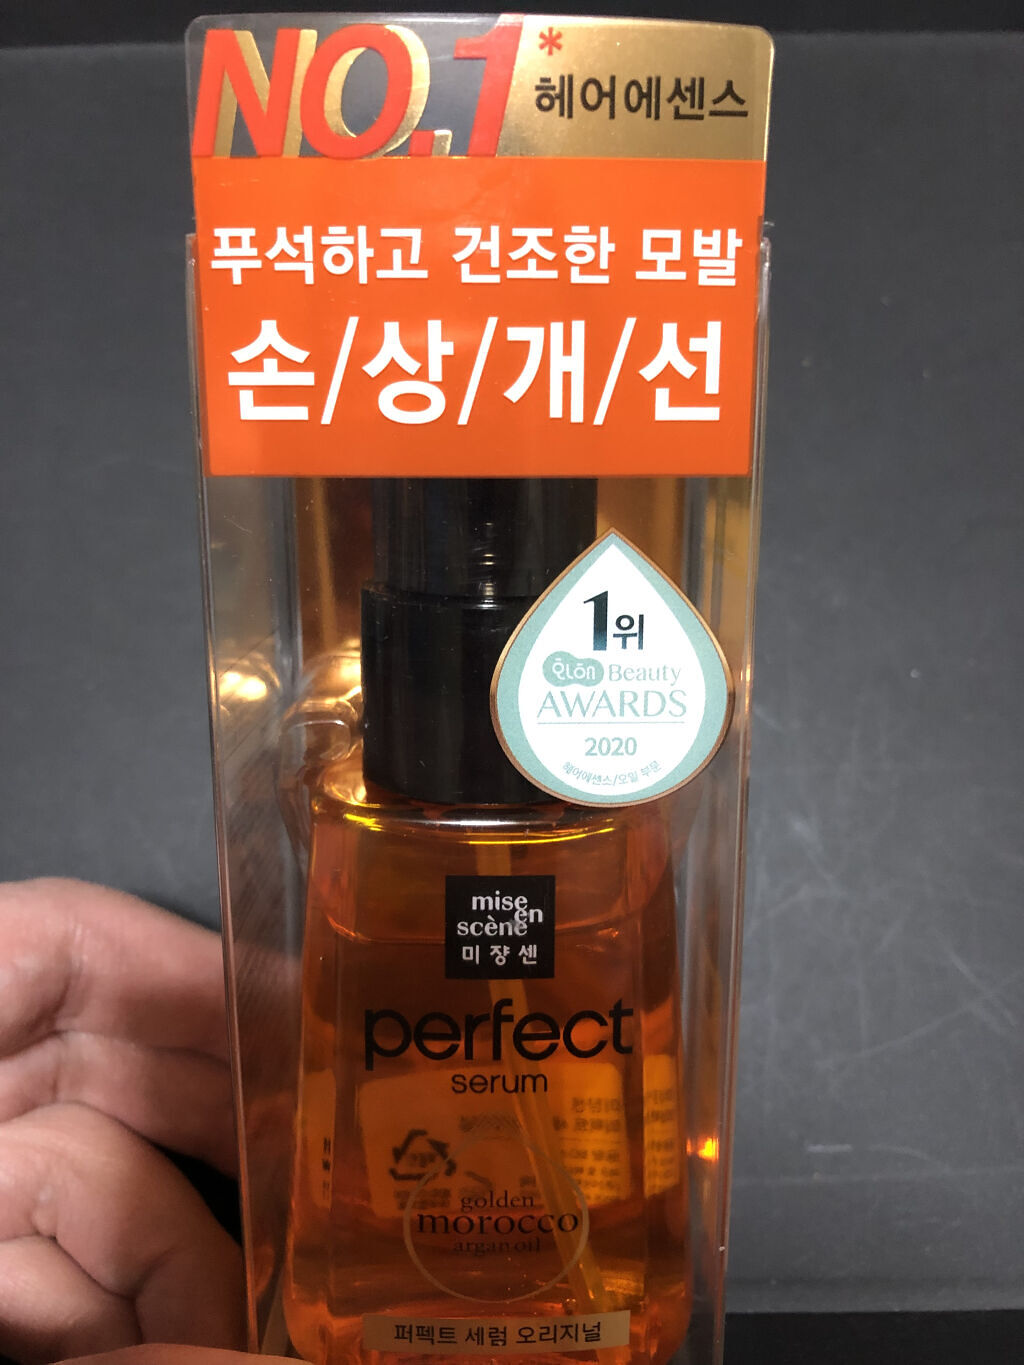 NO.1*
헤어에센스
푸석하고 건조한 모발
손/상/개/선
1위
Beauty
AWARDS
2020
헤어에센스/오일 부문
mise
en
scène
미쟝센
perfect
serum
golden
morocco
argan oil
퍼펙트 세럼 오리지널